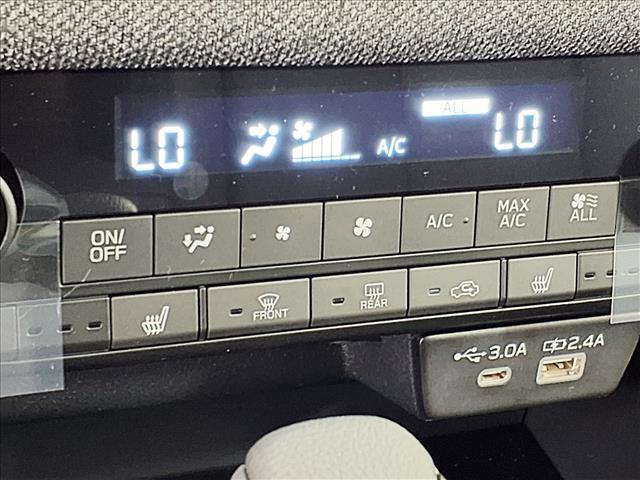 LO A/C ALL LO
ON/
OFF
A/C
MAX
A/C
ALL
FRONT
REAR
3.0A
2.4A